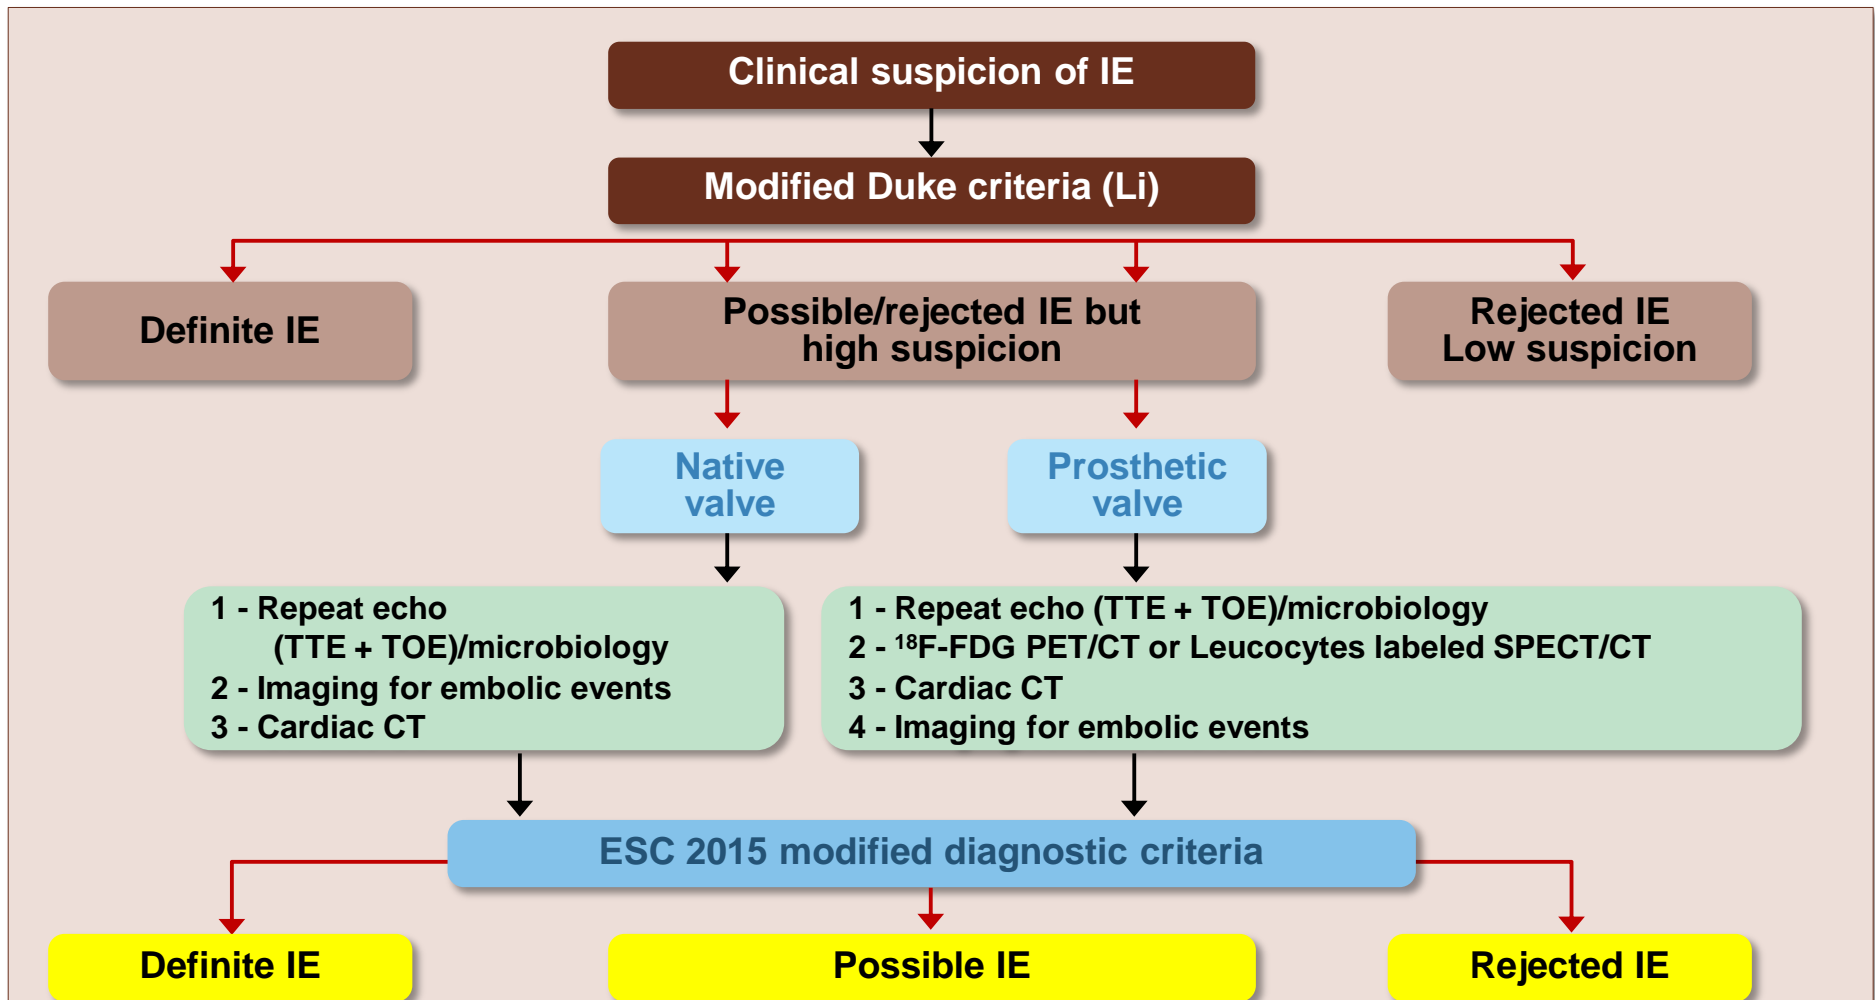 Clinical suspicion of IE
Modified Duke criteria (Li)
Definite IE
Possible/rejected IE but
high suspicion
Rejected IE
Low suspicion
Native
valve
Prosthetic
valve
1 - Repeat echo
(TTE + TOE)/microbiology
2 - Imaging for embolic events
3 - Cardiac CT
1 - Repeat echo (TTE + TOE)/microbiology
2 - ¹⁸F-FDG PET/CT or Leucocytes labeled SPECT/CT
3 - Cardiac CT
4 - Imaging for embolic events
ESC 2015 modified diagnostic criteria
Definite IE
Possible IE
Rejected IE